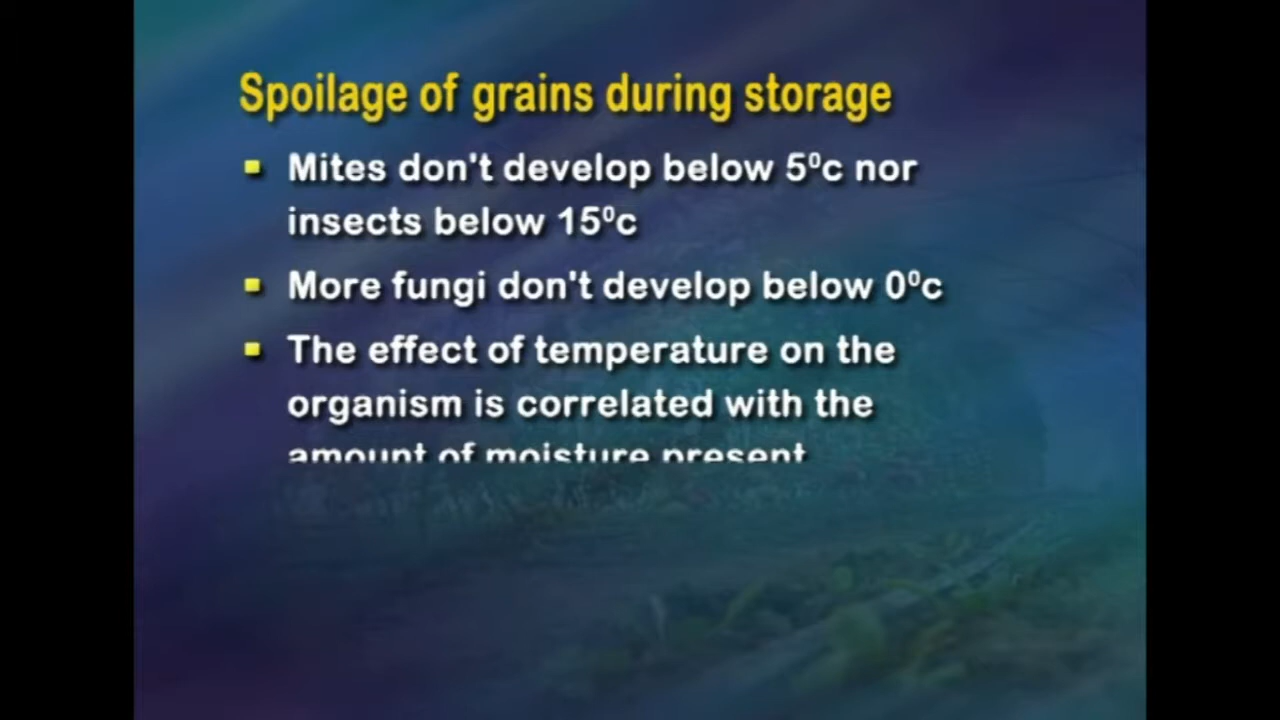 Spoilage of grains during storage
▪ Mites don't develop below 5⁰c nor
insects below 15⁰c
▪ More fungi don't develop below 0⁰c
▪ The effect of temperature on the
organism is correlated with the
amount of moisture present